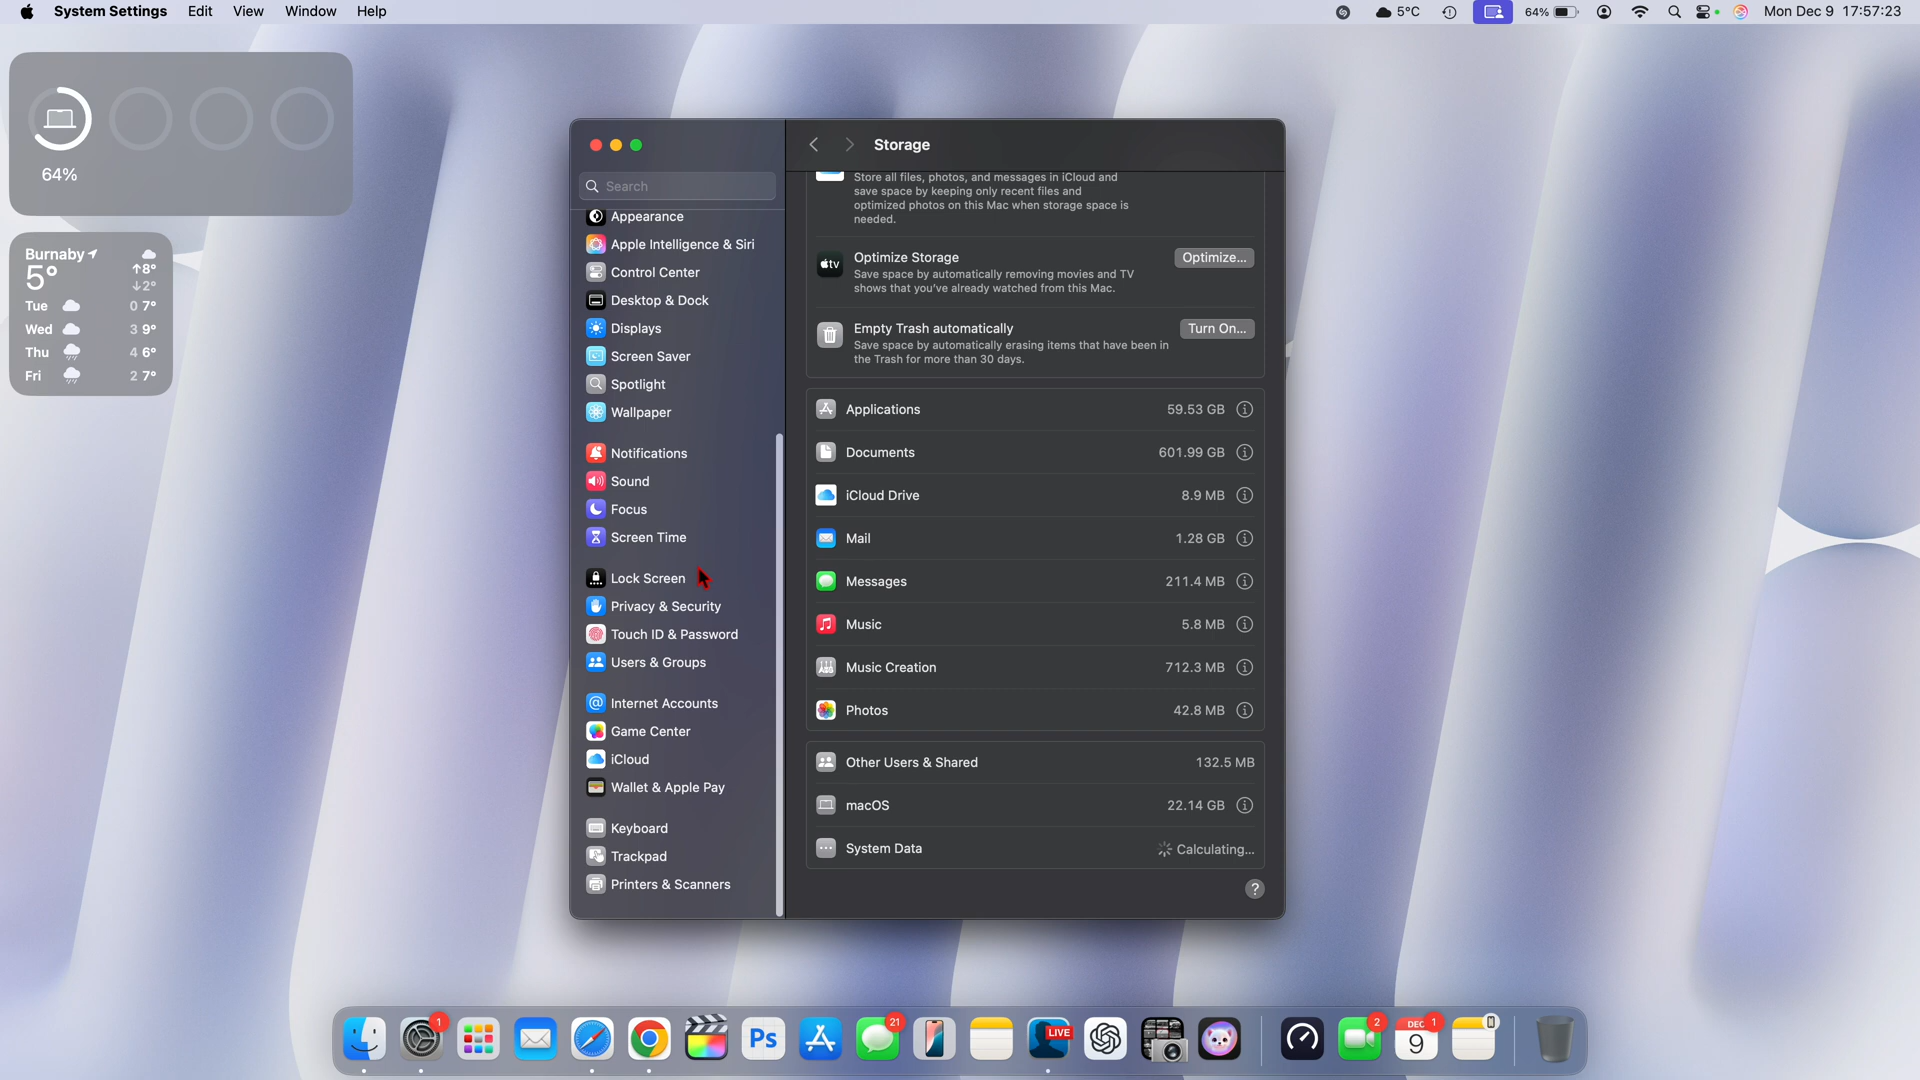 System Settings Edit View Window Help
5°C 64% Mon Dec 9 17:57:23
64%
Burnaby
5°
↑8°
↓2°
Tue 0 7°
Wed 3 9°
Thu 4 6°
Fri 2 7°
Search
Appearance
Apple Intelligence & Siri
Control Center
Desktop & Dock
Displays
Screen Saver
Spotlight
Wallpaper
Notifications
Sound
Focus
Screen Time
Lock Screen
Privacy & Security
Touch ID & Password
Users & Groups
Internet Accounts
Game Center
iCloud
Wallet & Apple Pay
Keyboard
Trackpad
Printers & Scanners
Storage
Store all files, photos, and messages in iCloud and
save space by keeping only recent files and
optimized photos on this Mac when storage space is
needed.
tv
Optimize Storage Optimize...
Save space by automatically removing movies and TV
shows that you've already watched from this Mac.
Empty Trash automatically Turn On...
Save space by automatically erasing items that have been in
the Trash for more than 30 days.
Applications 59.53 GB
Documents 601.99 GB
iCloud Drive 8.9 MB
Mail 1.28 GB
Messages 211.4 MB
Music 5.8 MB
Music Creation 712.3 MB
Photos 42.8 MB
Other Users & Shared 132.5 MB
macOS 22.14 GB
System Data Calculating...
?
1 21 2 1
Ps LIVE DEC 9